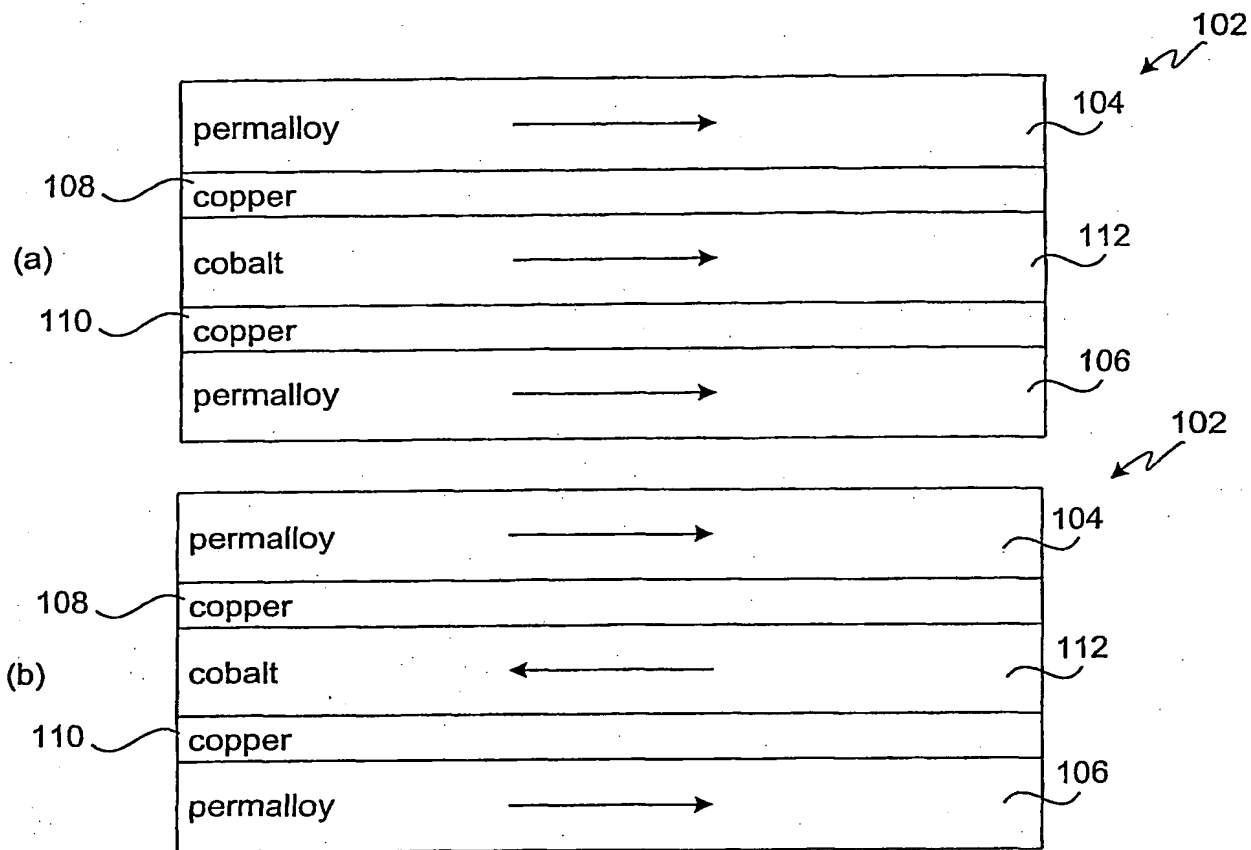 102
permalloy
104
108
copper
(a)
cobalt
112
110
copper
permalloy
106
102
permalloy
104
108
copper
(b)
cobalt
112
110
copper
permalloy
106